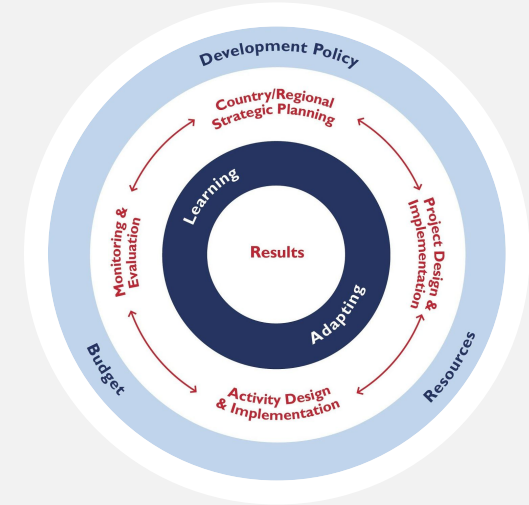 Development Policy
Country/Regional
Strategic Planning
Learning
Monitoring &
Evaluation
Results
Project Design &
Implementation
Adapting
Budget
Resources
Activity Design
& Implementation